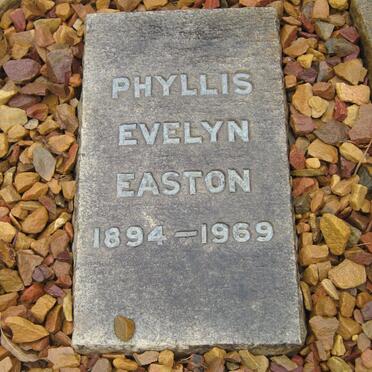 PHYLLIS
EVELYN
EASTON
1894-1969